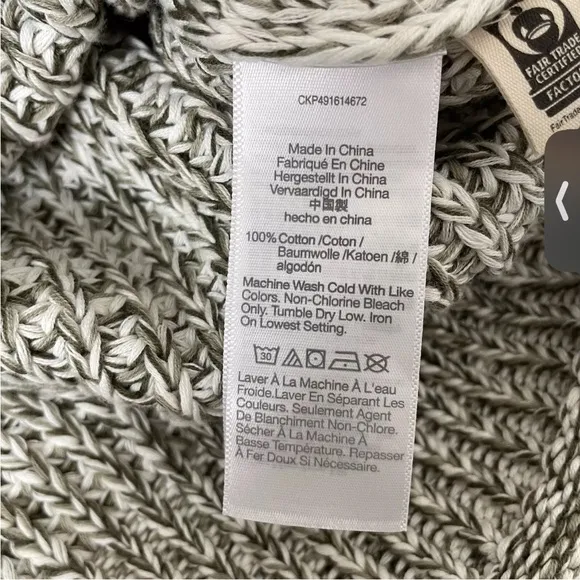 CKP491614672
Made In China
Fabriqué En Chine
Hergestellt In China
Vervaardigd In China
中国製
hecho en china
100% Cotton /Coton /
Baumwolle /Katoen /綿 /
algodón
Machine Wash Cold With Like
Colors. Non-Chlorine Bleach
Only. Tumble Dry Low. Iron
On Lowest Setting.
30
Laver À La Machine À L'eau
Froide.Laver En Séparant Les
Couleurs. Seulement Agent
De Blanchiment Non-Chlore.
Sécher À La Machine À
Basse Température. Repasser
À Fer Doux Si Nécessaire.
FAIR TRADE
CERTIFIED
FACTO
FairTrade